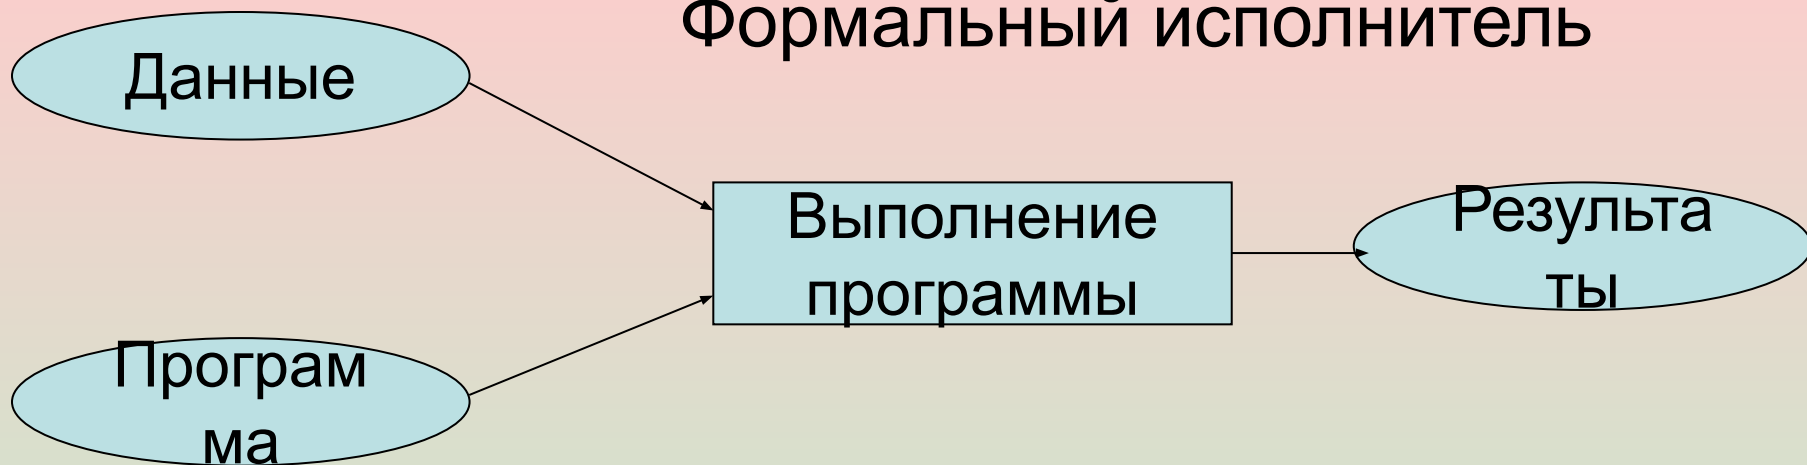 Формальный исполнитель
Данные
Выполнение
программы
Результа
ты
Програм
ма